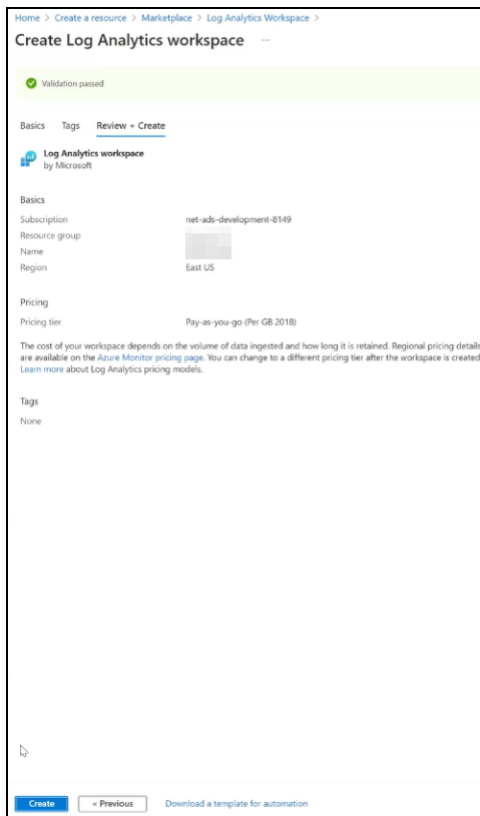 Home > Create a resource > Marketplace > Log Analytics Workspace >
Create Log Analytics workspace ...
Validation passed
Basics Tags Review + Create
Log Analytics workspace
by Microsoft
Basics
Subscription net-ads-development-8149
Resource group
Name
Region East US
Pricing
Pricing tier Pay-as-you-go (Per GB 2018)
The cost of your workspace depends on the volume of data ingested and how long it is retained. Regional pricing details
are available on the Azure Monitor pricing page. You can change to a different pricing tier after the workspace is created
Learn more about Log Analytics pricing models.
Tags
None
Create « Previous Download a template for automation